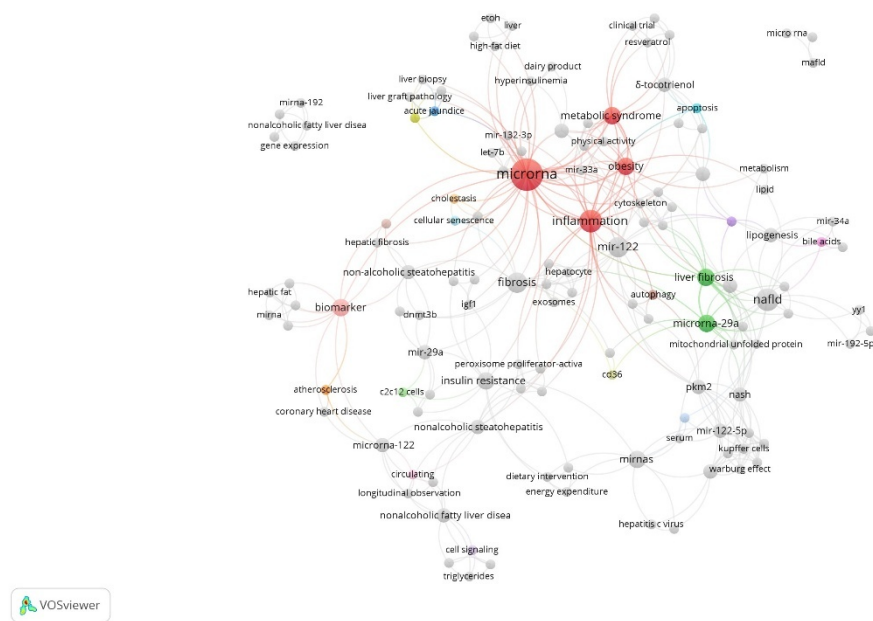 etoh
liver
high-fat diet
clinical trial
resveratrol
micro rna
mafld
dairy product
hyperinsulinemia
δ-tocotrienol
liver biopsy
liver graft pathology
acute jaundice
mirna-192
nonalcoholic fatty liver disea
gene expression
metabolic syndrome
apoptosis
mir-132-3p
physical activity
let-7b
microrna
mir-33a
obesity
metabolism
lipid
cholestasis
cytoskeleton
cellular senescence
inflammation
mir-34a
lipogenesis
bile acids
hepatic fibrosis
mir-122
non-alcoholic steatohepatitis
hepatocyte
liver fibrosis
fibrosis
hepatic fat
autophagy
nafld
exosomes
igf1
biomarker
mirna
dnmt3b
microrna-29a
yy1
mir-192-5p
mitochondrial unfolded protein
mir-29a
peroxisome proliferator-activa
cd36
insulin resistance
atherosclerosis
c2c12 cells
pkm2
nash
coronary heart disease
nonalcoholic steatohepatitis
mir-122-5p
serum
microrna-122
kupffer cells
mirnas
warburg effect
circulating
dietary intervention
longitudinal observation
energy expenditure
nonalcoholic fatty liver disea
hepatitis c virus
cell signaling
triglycerides
VOSviewer